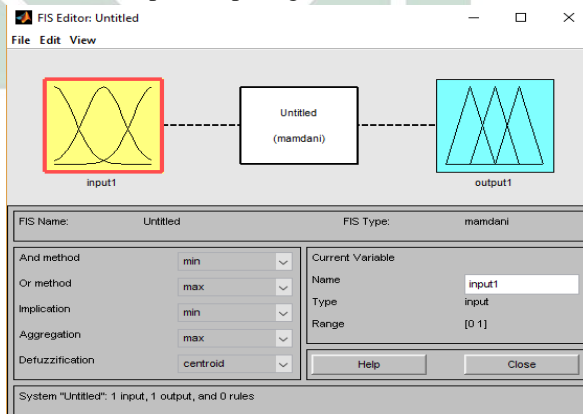 FIS Editor: Untitled
File Edit View
Untitled
(mamdani)
input1
output1
FIS Name: Untitled FIS Type: mamdani
And method min
Or method max
Implication min
Aggregation max
Defuzzification centroid
Current Variable
Name input1
Type input
Range [0 1]
Help Close
System "Untitled": 1 input, 1 output, and 0 rules